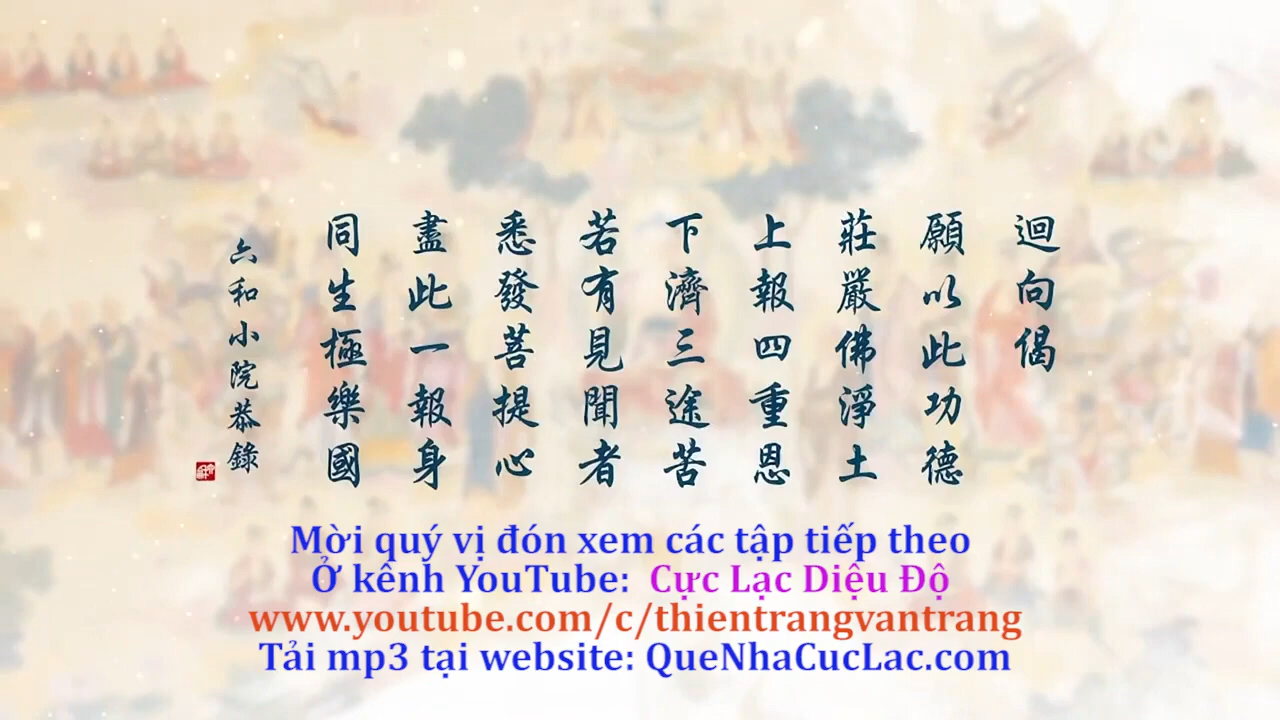 迴向偈
願以此功德
莊嚴佛淨土
上報四重恩
下濟三途苦
若有見聞者
悉發菩提心
盡此一報身
同生極樂國
六和小院恭錄
Mời quý vị đón xem các tập tiếp theo
Ở kênh YouTube: Cực Lạc Diệu Độ
www.youtube.com/c/thientrangvantrang
Tải mp3 tại website: QueNhaCucLac.com